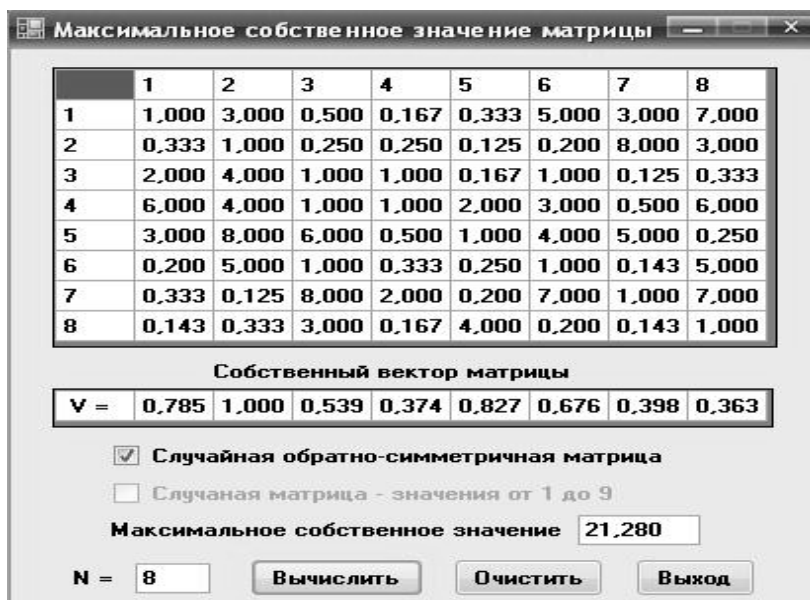 Максимальное собственное значение матрицы
1 2 3 4 5 6 7 8
1 1,000 3,000 0,500 0,167 0,333 5,000 3,000 7,000
2 0,333 1,000 0,250 0,250 0,125 0,200 8,000 3,000
3 2,000 4,000 1,000 1,000 0,167 1,000 0,125 0,333
4 6,000 4,000 1,000 1,000 2,000 3,000 0,500 6,000
5 3,000 8,000 6,000 0,500 1,000 4,000 5,000 0,250
6 0,200 5,000 1,000 0,333 0,250 1,000 0,143 5,000
7 0,333 0,125 8,000 2,000 0,200 7,000 1,000 7,000
8 0,143 0,333 3,000 0,167 4,000 0,200 0,143 1,000
Собственный вектор матрицы
V = 0,785 1,000 0,539 0,374 0,827 0,676 0,398 0,363
Случайная обратно-симметричная матрица
Случаная матрица - значения от 1 до 9
Максимальное собственное значение 21,280
N = 8 Вычислить Очистить Выход